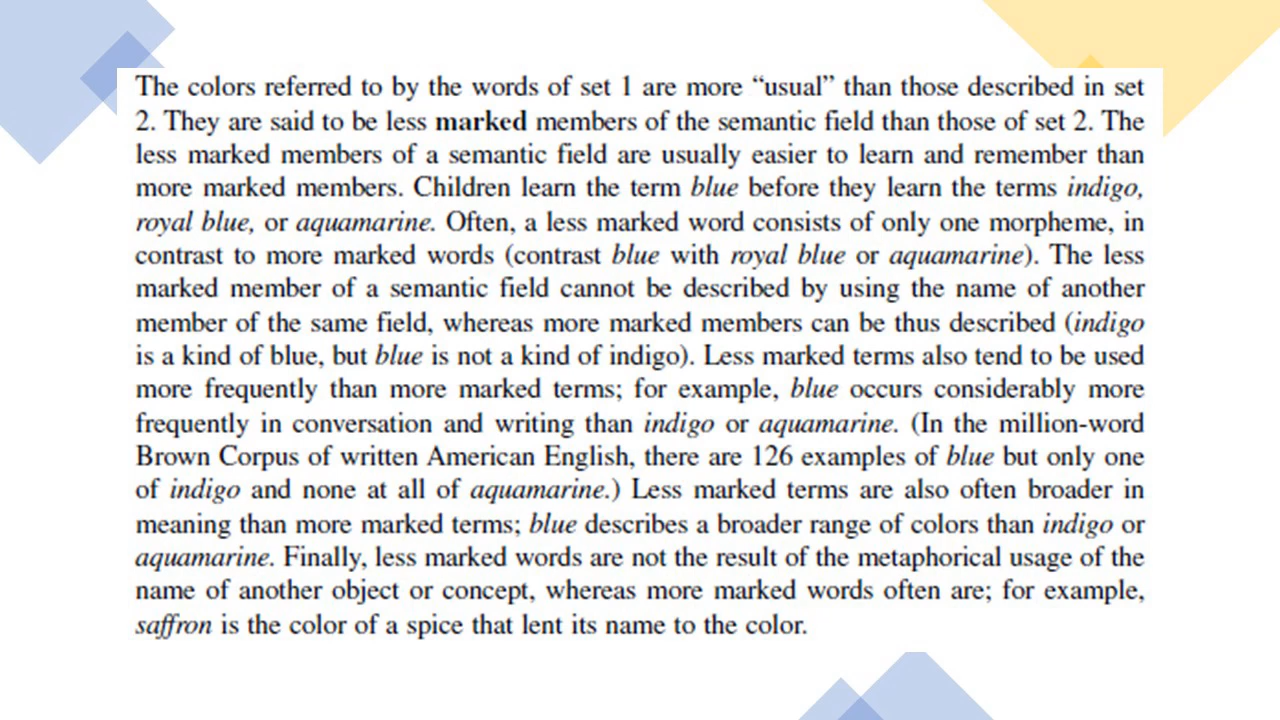 The colors referred to by the words of set 1 are more “usual” than those described in set
2. They are said to be less marked members of the semantic field than those of set 2. The
less marked members of a semantic field are usually easier to learn and remember than
more marked members. Children learn the term blue before they learn the terms indigo,
royal blue, or aquamarine. Often, a less marked word consists of only one morpheme, in
contrast to more marked words (contrast blue with royal blue or aquamarine). The less
marked member of a semantic field cannot be described by using the name of another
member of the same field, whereas more marked members can be thus described (indigo
is a kind of blue, but blue is not a kind of indigo). Less marked terms also tend to be used
more frequently than more marked terms; for example, blue occurs considerably more
frequently in conversation and writing than indigo or aquamarine. (In the million-word
Brown Corpus of written American English, there are 126 examples of blue but only one
of indigo and none at all of aquamarine.) Less marked terms are also often broader in
meaning than more marked terms; blue describes a broader range of colors than indigo or
aquamarine. Finally, less marked words are not the result of the metaphorical usage of the
name of another object or concept, whereas more marked words often are; for example,
saffron is the color of a spice that lent its name to the color.